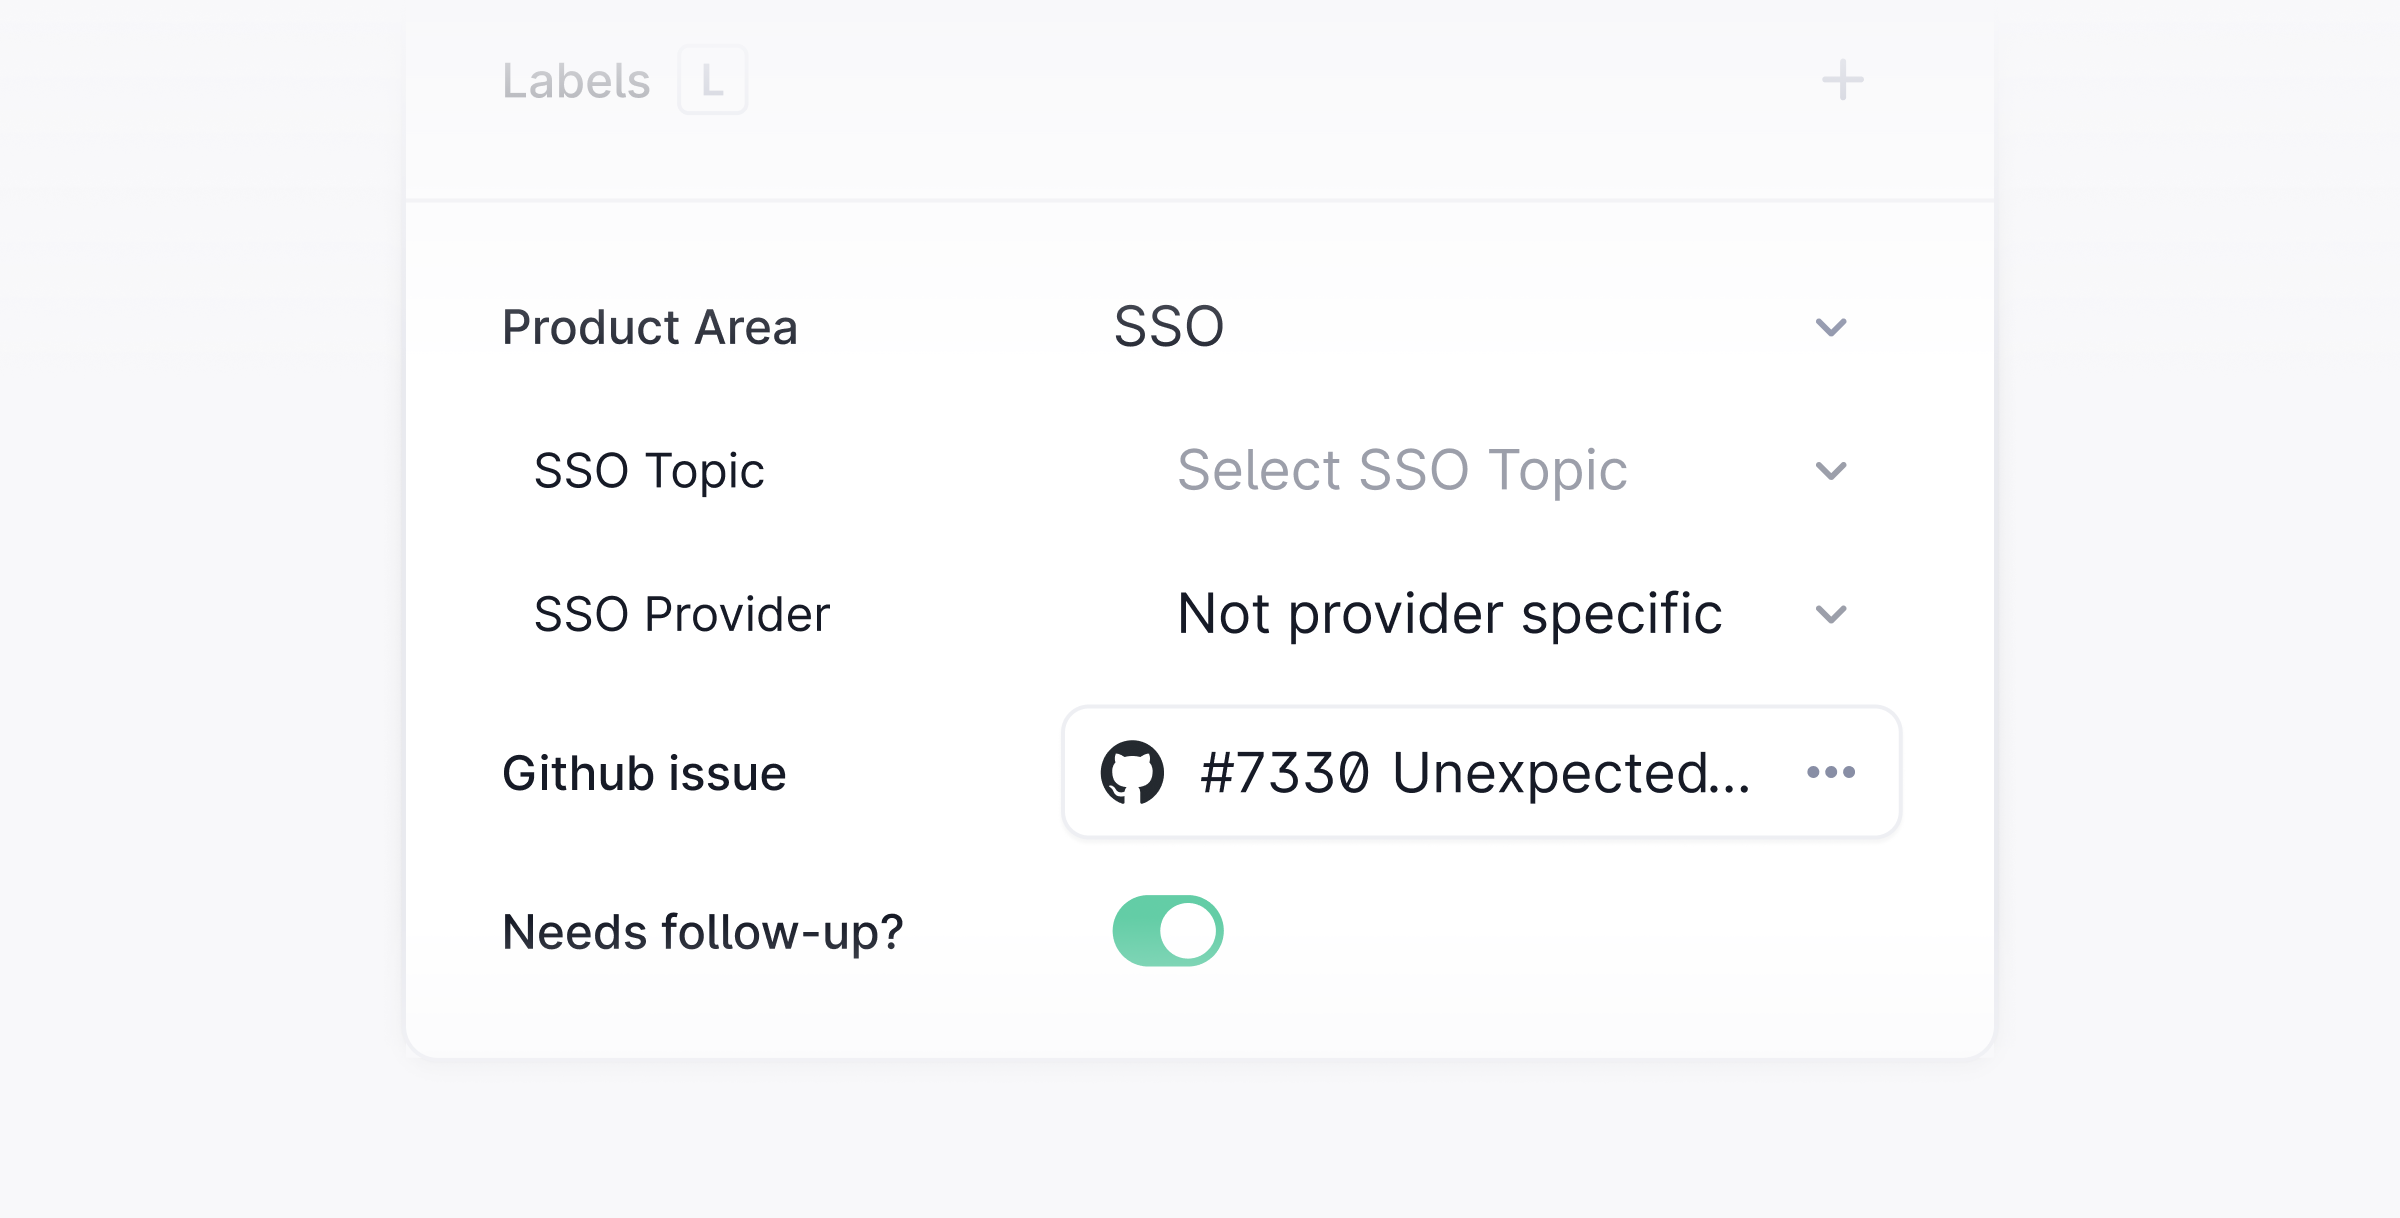 Labels L
Product Area SSO
SSO Topic Select SSO Topic
SSO Provider Not provider specific
Github issue #7330 Unexpected...
Needs follow-up?